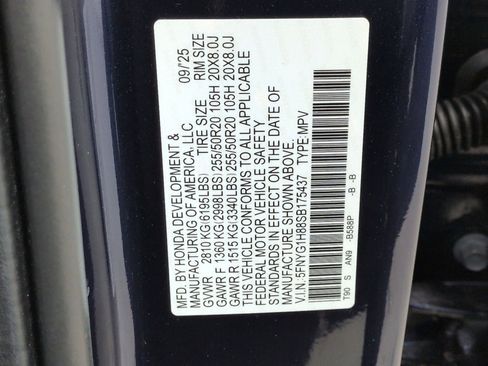 MFD. BY HONDA DEVELOPMENT & 09/25
MANUFACTURING OF AMERICA, LLC.
GVWR 2810 KG(6195LBS) TIRE SIZE RIM SIZE
GAWR F 1360 KG(2998LBS) 255/50R20 105H 20X8.0J
GAWR R 1515 KG(3340LBS) 255/50R20 105H 20X8.0J
THIS VEHICLE CONFORMS TO ALL APPLICABLE
FEDERAL MOTOR VEHICLE SAFETY
STANDARDS IN EFFECT ON THE DATE OF
MANUFACTURE SHOWN ABOVE.
V.I.N.:5FNYG1H88SB175437 TYPE:MPV
T90 S AN9 -B588P -B -B